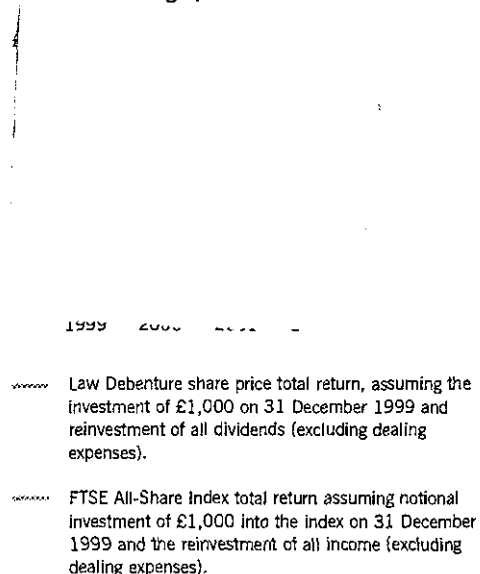 1999 2000
Law Debenture share price total return, assuming the
investment of £1,000 on 31 December 1999 and
reinvestment of all dividends (excluding dealing
expenses).
FTSE All-Share Index total return assuming notional
investment of £1,000 into the index on 31 December
1999 and the reinvestment of all income (excluding
dealing expenses).